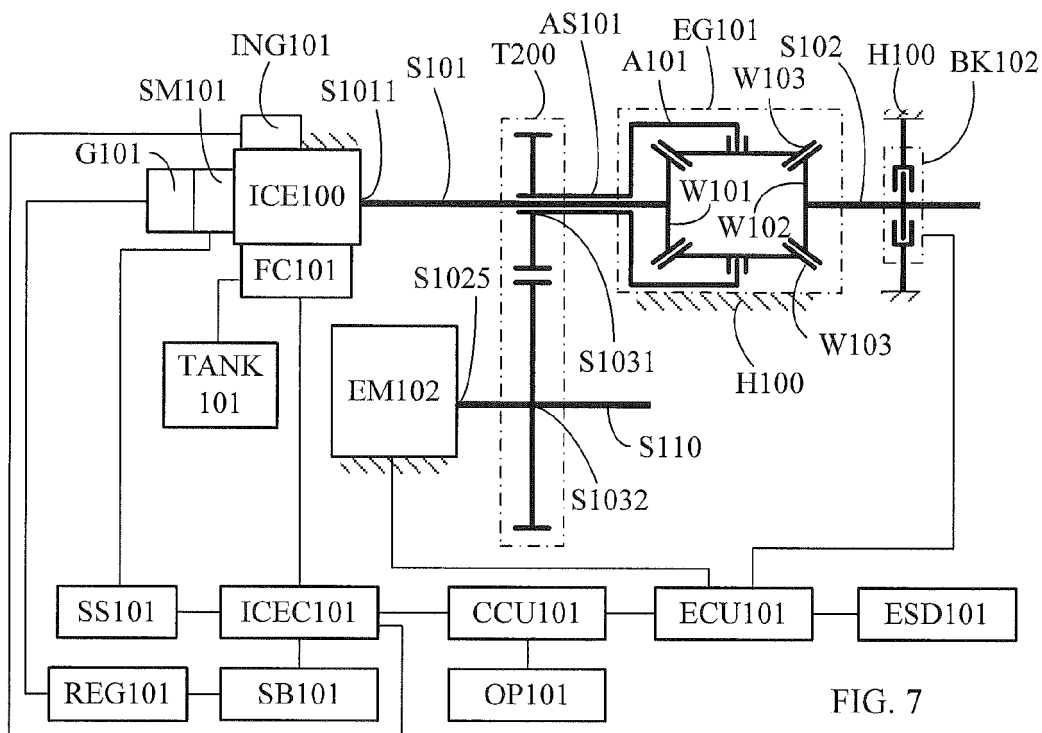 ING101
AS101
EG101
T200
A101
S102
H100
SM101
S101
W103
BK102
S1011
G101
ICE100
W101
W102
FC101
S1025
TANK
101
EM102
S1031
W103
H100
S110
S1032
SS101
ICEC101
CCU101
ECU101
ESD101
REG101
SB101
OP101
FIG. 7